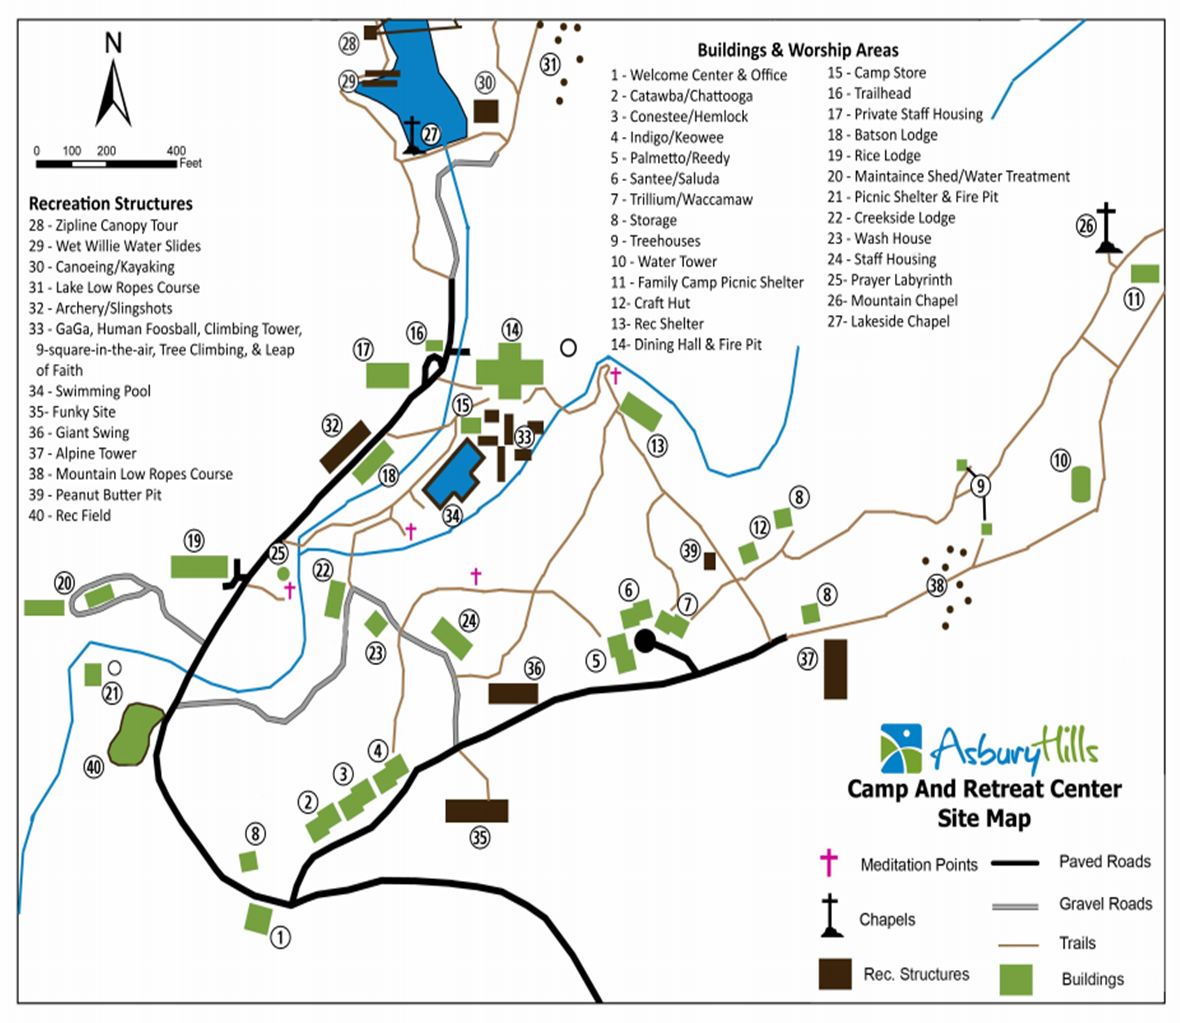 N
0 100 200 400
Feet
Recreation Structures
28 - Zipline Canopy Tour
29 - Wet Willie Water Slides
30 - Canoeing/Kayaking
31 - Lake Low Ropes Course
32 - Archery/Slingshots
33 - GaGa, Human Foosball, Climbing Tower,
9-square-in-the-air, Tree Climbing, & Leap
of Faith
34 - Swimming Pool
35- Funky Site
36 - Giant Swing
37 - Alpine Tower
38 - Mountain Low Ropes Course
39 - Peanut Butter Pit
40 - Rec Field
Buildings & Worship Areas
1 - Welcome Center & Office
2 - Catawba/Chattooga
3 - Conestee/Hemlock
4 - Indigo/Keowee
5 - Palmetto/Reedy
6 - Santee/Saluda
7 - Trillium/Waccamaw
8 - Storage
9 - Treehouses
10 - Water Tower
11 - Family Camp Picnic Shelter
12- Craft Hut
13- Rec Shelter
14- Dining Hall & Fire Pit
15- Camp Store
16 - Trailhead
17- Private Staff Housing
18 - Batson Lodge
19 - Rice Lodge
20 - Maintaince Shed/Water Treatment
21 - Picnic Shelter & Fire Pit
22 - Creekside Lodge
23 - Wash House
24 - Staff Housing
25- Prayer Labyrinth
26- Mountain Chapel
27- Lakeside Chapel
28
29
30
31
27
26
11
16
14
17
15
32
33
13
18
10
9
34
8
12
19
25
39
20
22
38
6
7
8
24
23
5
37
36
21
40
4
3
2
8
35
1
Asbury Hills
Camp And Retreat Center
Site Map
Meditation Points
Paved Roads
Chapels
Gravel Roads
Trails
Rec. Structures
Buildings